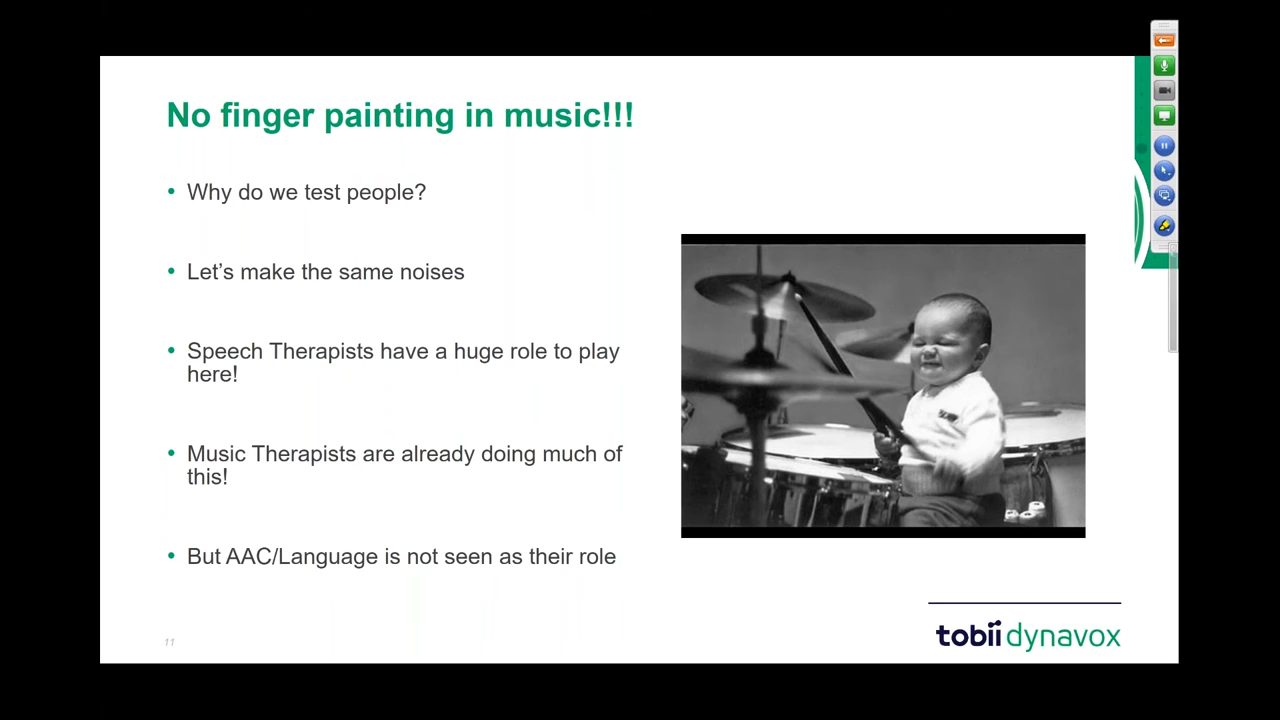 No finger painting in music!!!
• Why do we test people?
• Let’s make the same noises
• Speech Therapists have a huge role to play
here!
• Music Therapists are already doing much of
this!
• But AAC/Language is not seen as their role
11
tobii dynavox